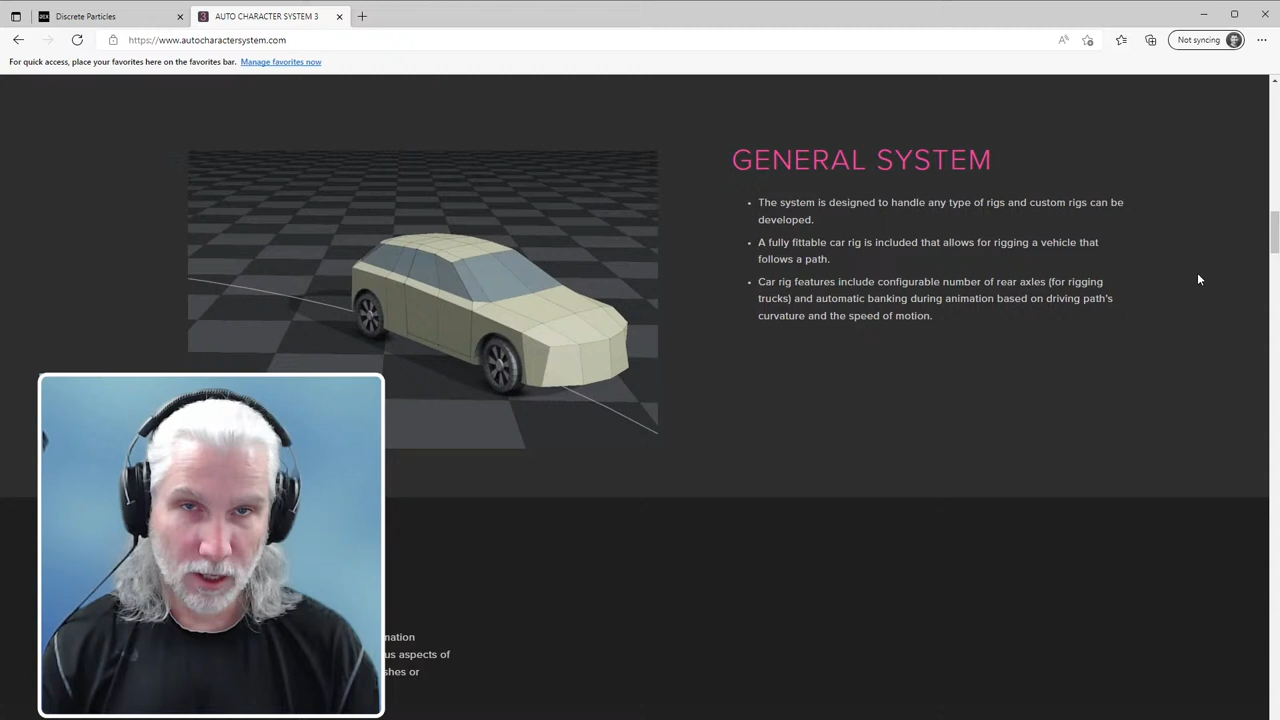 Discrete Particles
AUTO CHARACTER SYSTEM 3
https://www.autocharactersystem.com
Not syncing
For quick access, place your favorites here on the favorites bar. Manage favorites now
GENERAL SYSTEM
• The system is designed to handle any type of rigs and custom rigs can be
developed.
• A fully fittable car rig is included that allows for rigging a vehicle that
follows a path.
• Car rig features include configurable number of rear axles (for rigging
trucks) and automatic banking during animation based on driving path's
curvature and the speed of motion.
mation
us aspects of
shes or